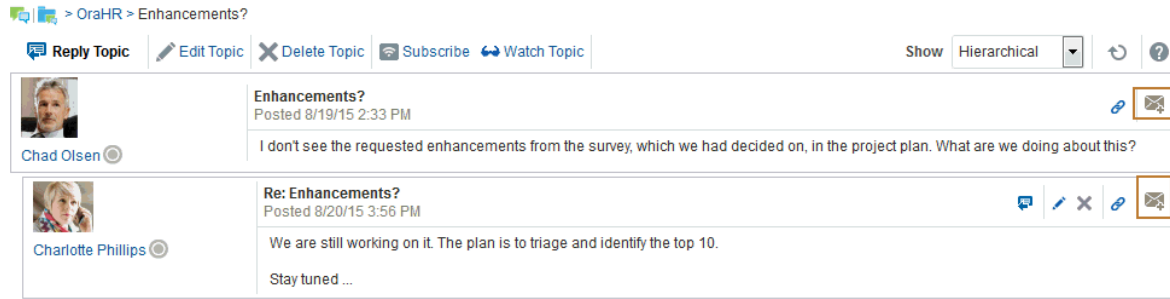 > OraHR > Enhancements?
Reply Topic Edit Topic Delete Topic Subscribe Watch Topic Show Hierarchical ?
Enhancements?
Posted 8/19/15 2:33 PM
I don't see the requested enhancements from the survey, which we had decided on, in the project plan. What are we doing about this?
Chad Olsen
Re: Enhancements?
Posted 8/20/15 3:56 PM
We are still working on it. The plan is to triage and identify the top 10.
Charlotte Phillips
Stay tuned ...